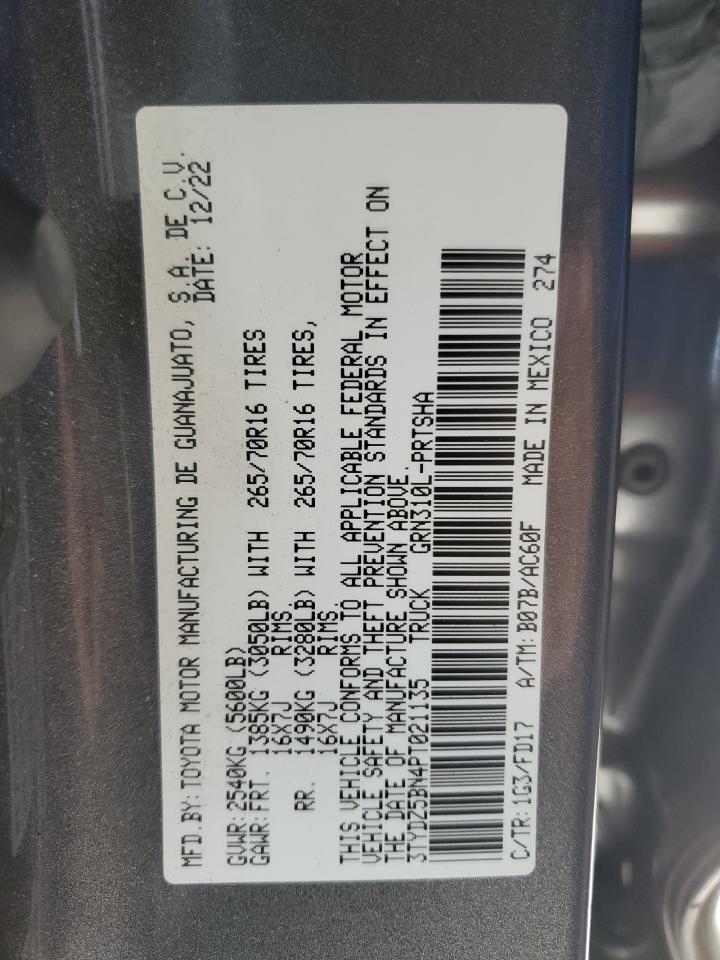 MFD.BY:TOYOTA MOTOR MANUFACTURING DE GUANAJUATO, S.A. DE C.V.
DATE: 12/22
GVWR:2540KG (5600LB)
GAWR:FRT. 1385KG (3050LB) WITH 265/70R16 TIRES
16X7J RIMS.
RR. 1490KG (3280LB) WITH 265/70R16 TIRES,
16X7J RIMS.
THIS VEHICLE CONFORMS TO ALL APPLICABLE FEDERAL MOTOR
VEHICLE SAFETY AND THEFT PREVENTION STANDARDS IN EFFECT ON
THE DATE OF MANUFACTURE SHOWN ABOVE.
3TYDZ5BN4PT021135 TRUCK GRN310L-PRTSHA
C/TR:1G3/FD17 A/TM:B07B/AC60F MADE IN MEXICO 274